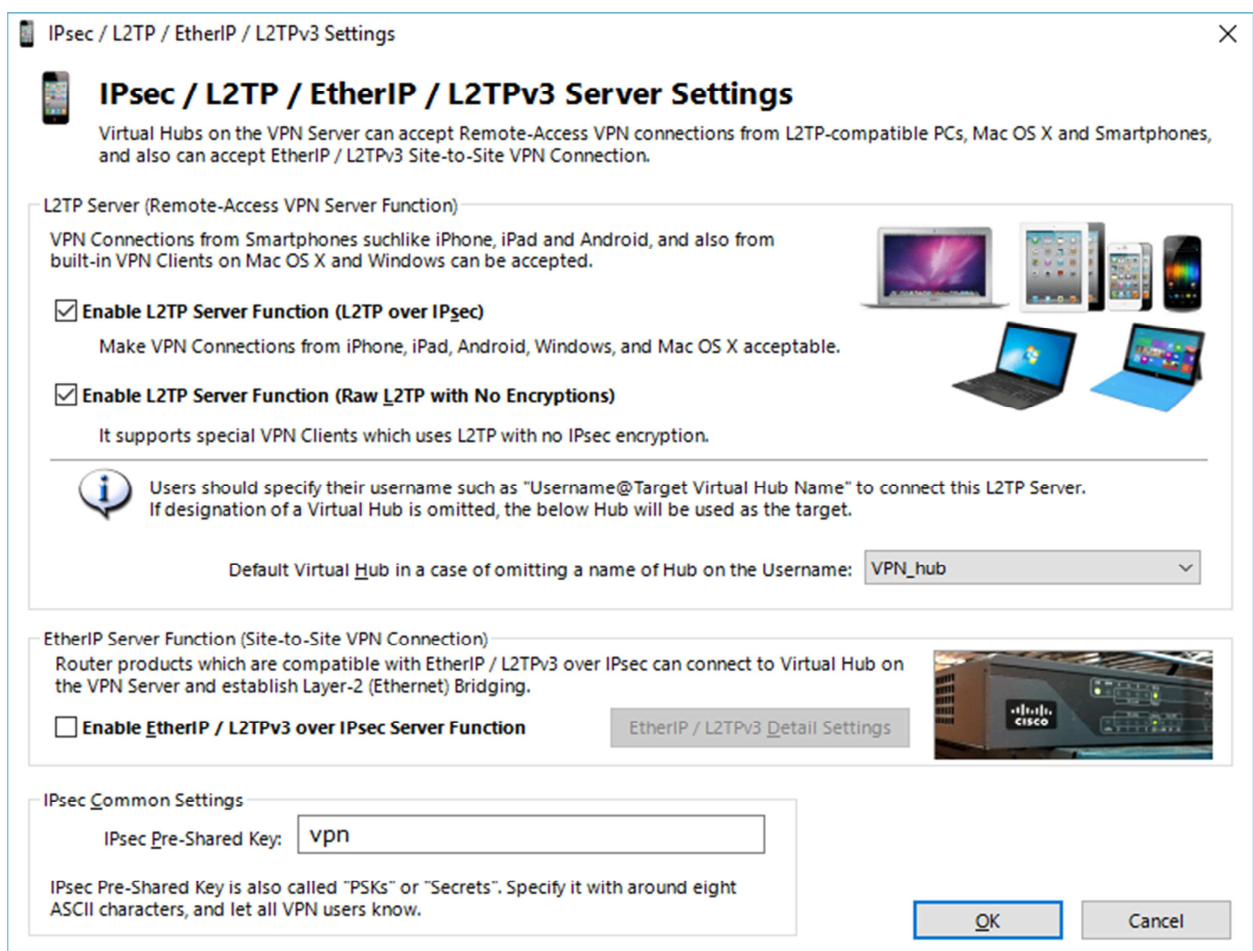 IPsec / L2TP / EtherIP / L2TPv3 Settings
IPsec / L2TP / EtherIP / L2TPv3 Server Settings
Virtual Hubs on the VPN Server can accept Remote-Access VPN connections from L2TP-compatible PCs, Mac OS X and Smartphones,
and also can accept EtherIP / L2TPv3 Site-to-Site VPN Connection.
L2TP Server (Remote-Access VPN Server Function)
VPN Connections from Smartphones suchlike iPhone, iPad and Android, and also from
built-in VPN Clients on Mac OS X and Windows can be accepted.
Enable L2TP Server Function (L2TP over IPsec)
Make VPN Connections from iPhone, iPad, Android, Windows, and Mac OS X acceptable.
Enable L2TP Server Function (Raw L2TP with No Encryptions)
It supports special VPN Clients which uses L2TP with no IPsec encryption.
Users should specify their username such as "Username@Target Virtual Hub Name" to connect this L2TP Server.
If designation of a Virtual Hub is omitted, the below Hub will be used as the target.
Default Virtual Hub in a case of omitting a name of Hub on the Username: VPN_hub
EtherIP Server Function (Site-to-Site VPN Connection)
Router products which are compatible with EtherIP / L2TPv3 over IPsec can connect to Virtual Hub on
the VPN Server and establish Layer-2 (Ethernet) Bridging.
Enable EtherIP / L2TPv3 over IPsec Server Function
EtherIP / L2TPv3 Detail Settings
CISCO
IPsec Common Settings
IPsec Pre-Shared Key: vpn
IPsec Pre-Shared Key is also called "PSKs" or "Secrets". Specify it with around eight
ASCII characters, and let all VPN users know.
OK
Cancel